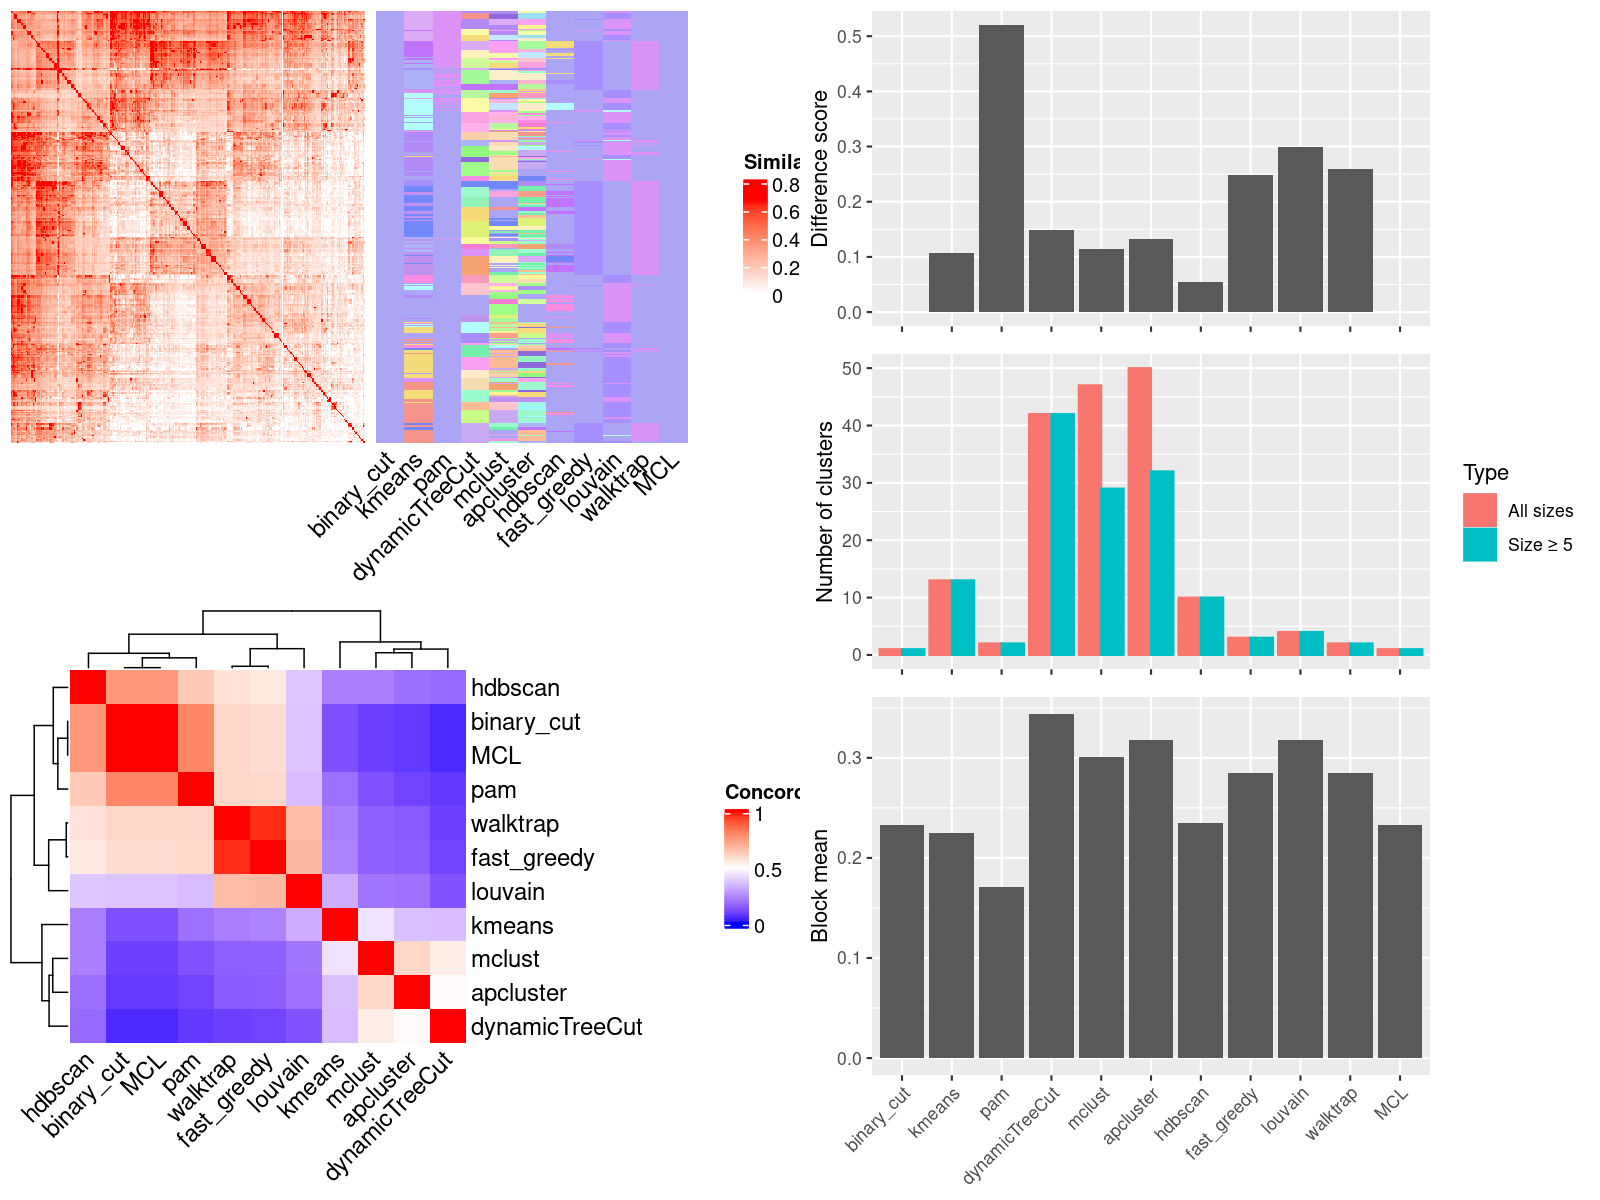 Simila
0.8
0.6
0.4
0.2
0
binary_cut
kmeans
pam
dynamicTreeCut
mclust
apcluster
hdbscan
fast_greedy
louvain
walktrap
MCL
Difference score
0.5
0.4
0.3
0.2
0.1
0.0
Number of clusters
50
40
30
20
10
0
Type
All sizes
Size ≥ 5
hdbscan
binary_cut
MCL
pam
walktrap
fast_greedy
louvain
kmeans
mclust
apcluster
dynamicTreeCut
hdbscan
binary_cut
MCL
pam
walktrap
fast_greedy
louvain
kmeans
mclust
apcluster
dynamicTreeCut
Concord
1
0.5
0
Block mean
0.3
0.2
0.1
0.0
binary_cut
kmeans
pam
dynamicTreeCut
mclust
apcluster
hdbscan
fast_greedy
louvain
walktrap
MCL